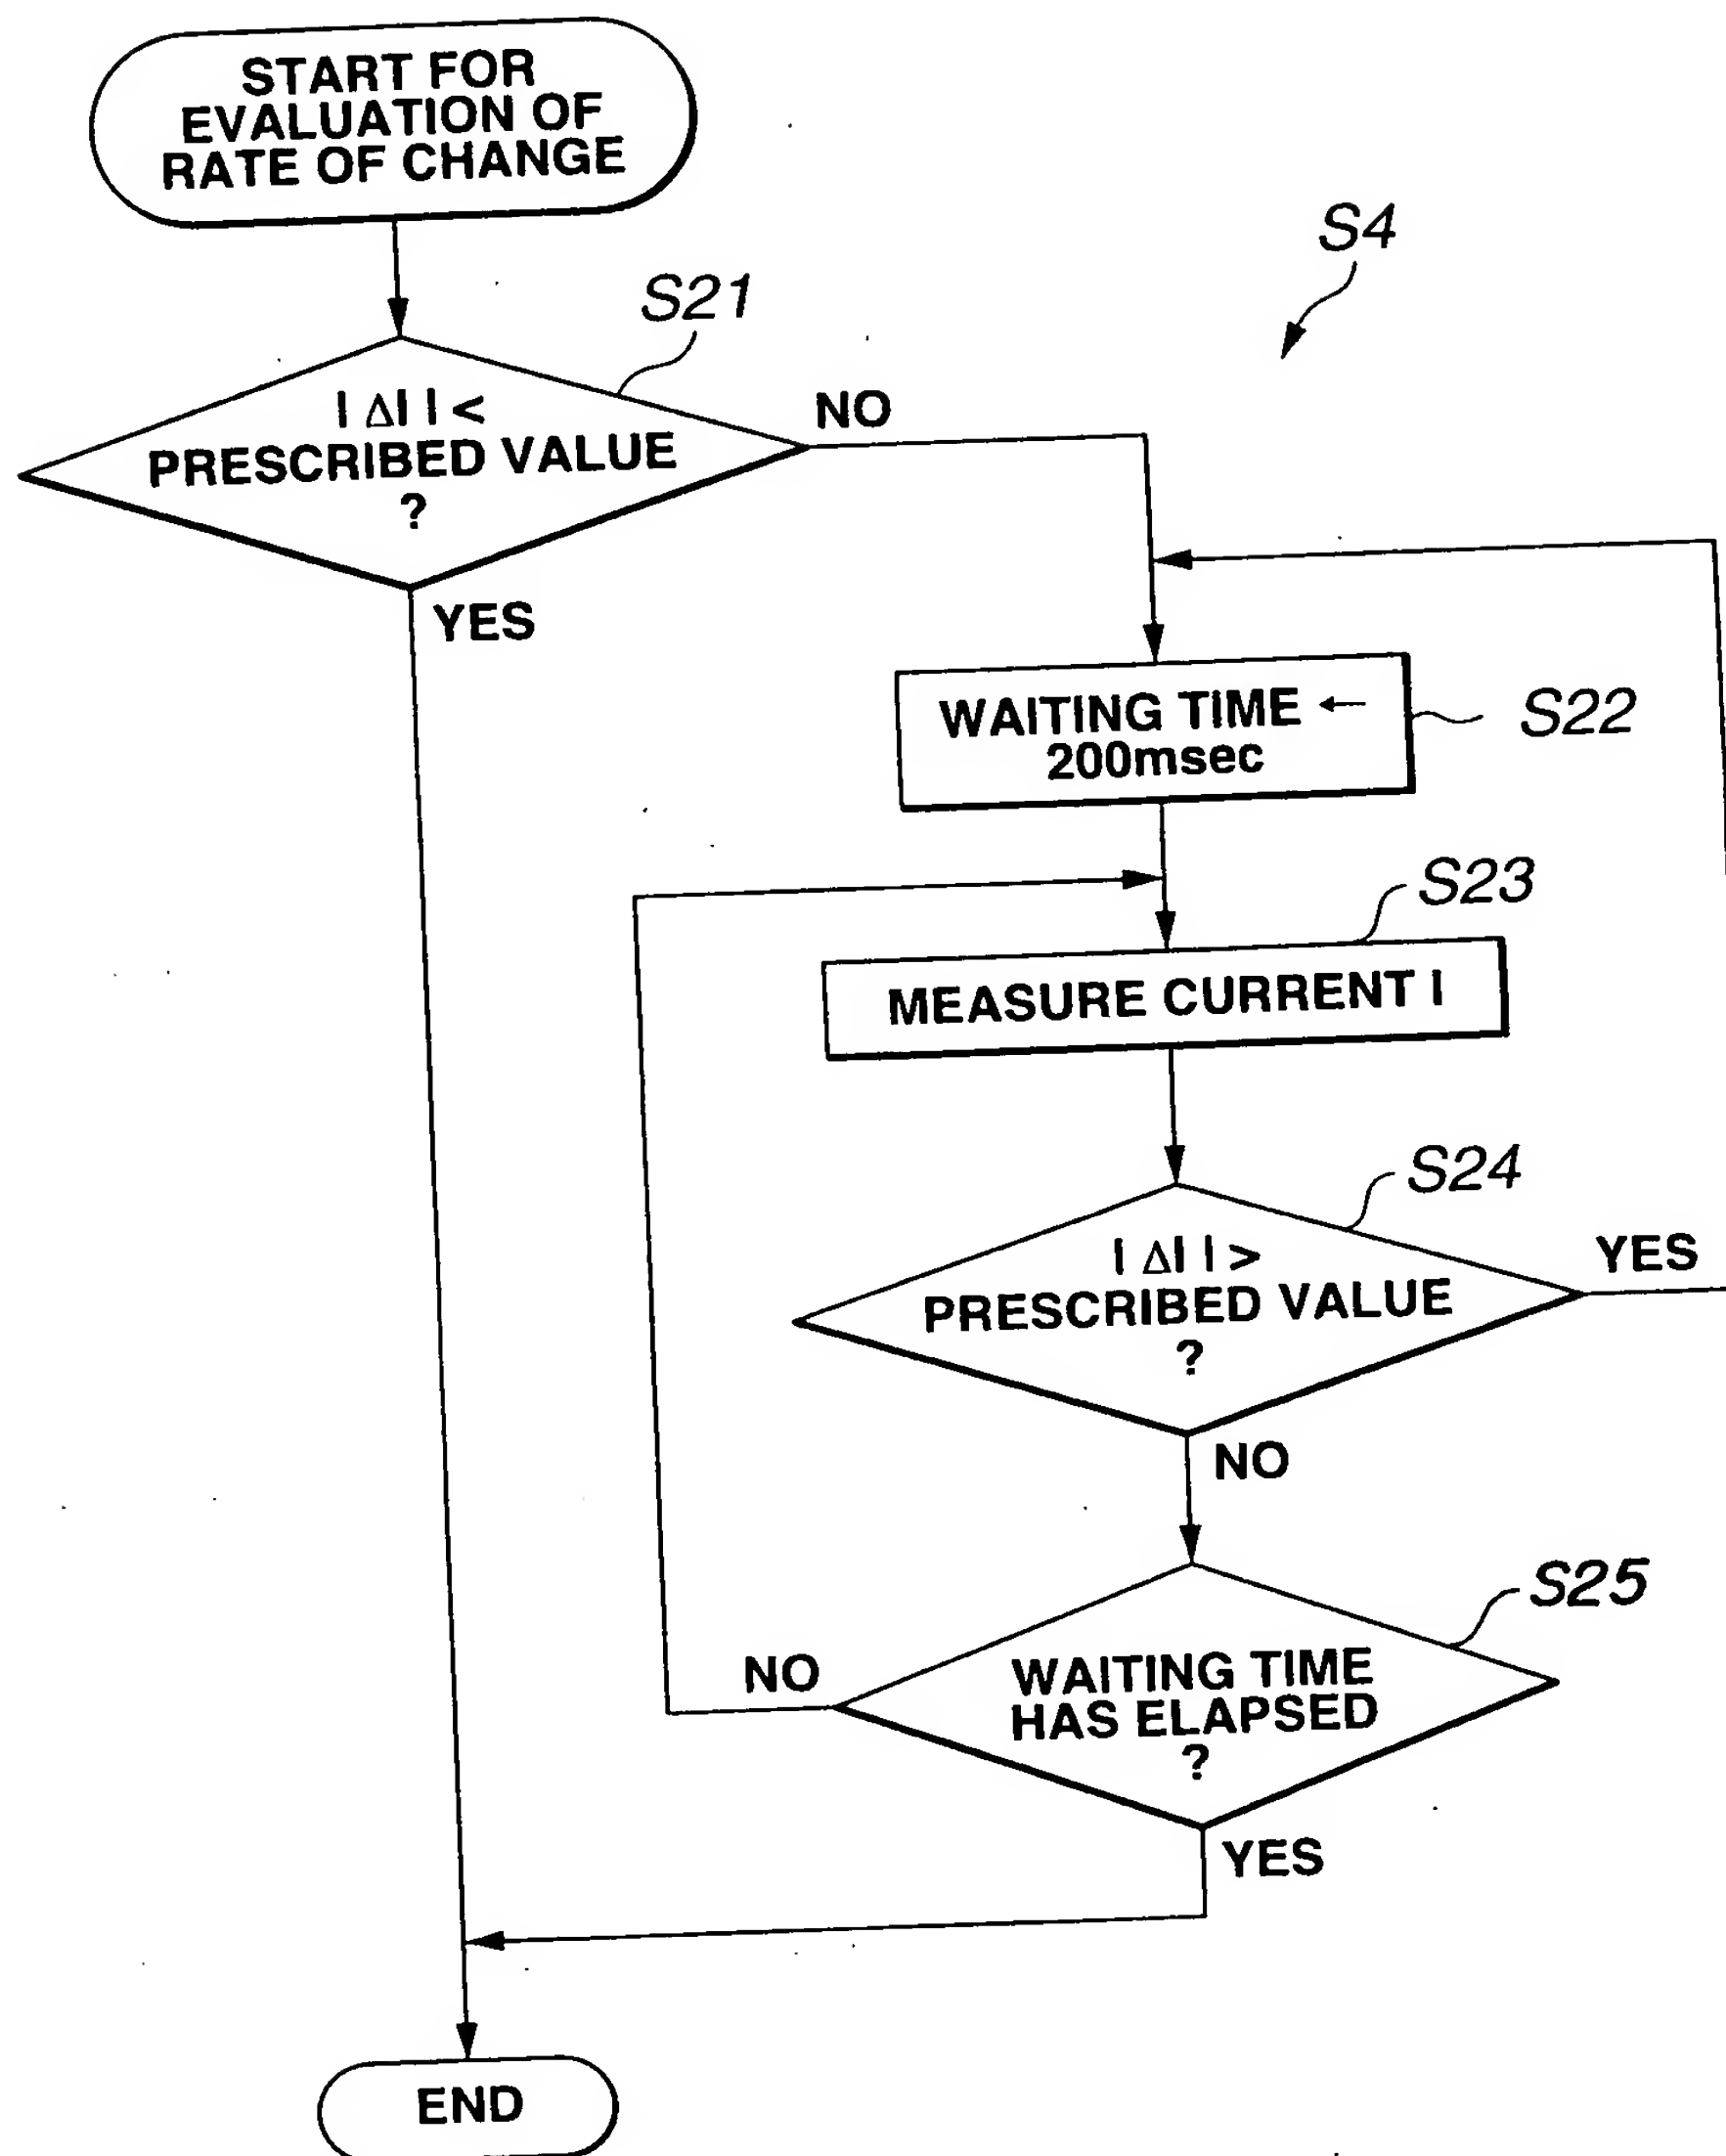 START FOR
EVALUATION OF
RATE OF CHANGE
S4
S21
| ΔI | <
PRESCRIBED VALUE
?
NO
YES
WAITING TIME ←
200msec
S22
S23
MEASURE CURRENT I
S24
| ΔI | >
PRESCRIBED VALUE
?
YES
NO
S25
NO
WAITING TIME
HAS ELAPSED
?
YES
END